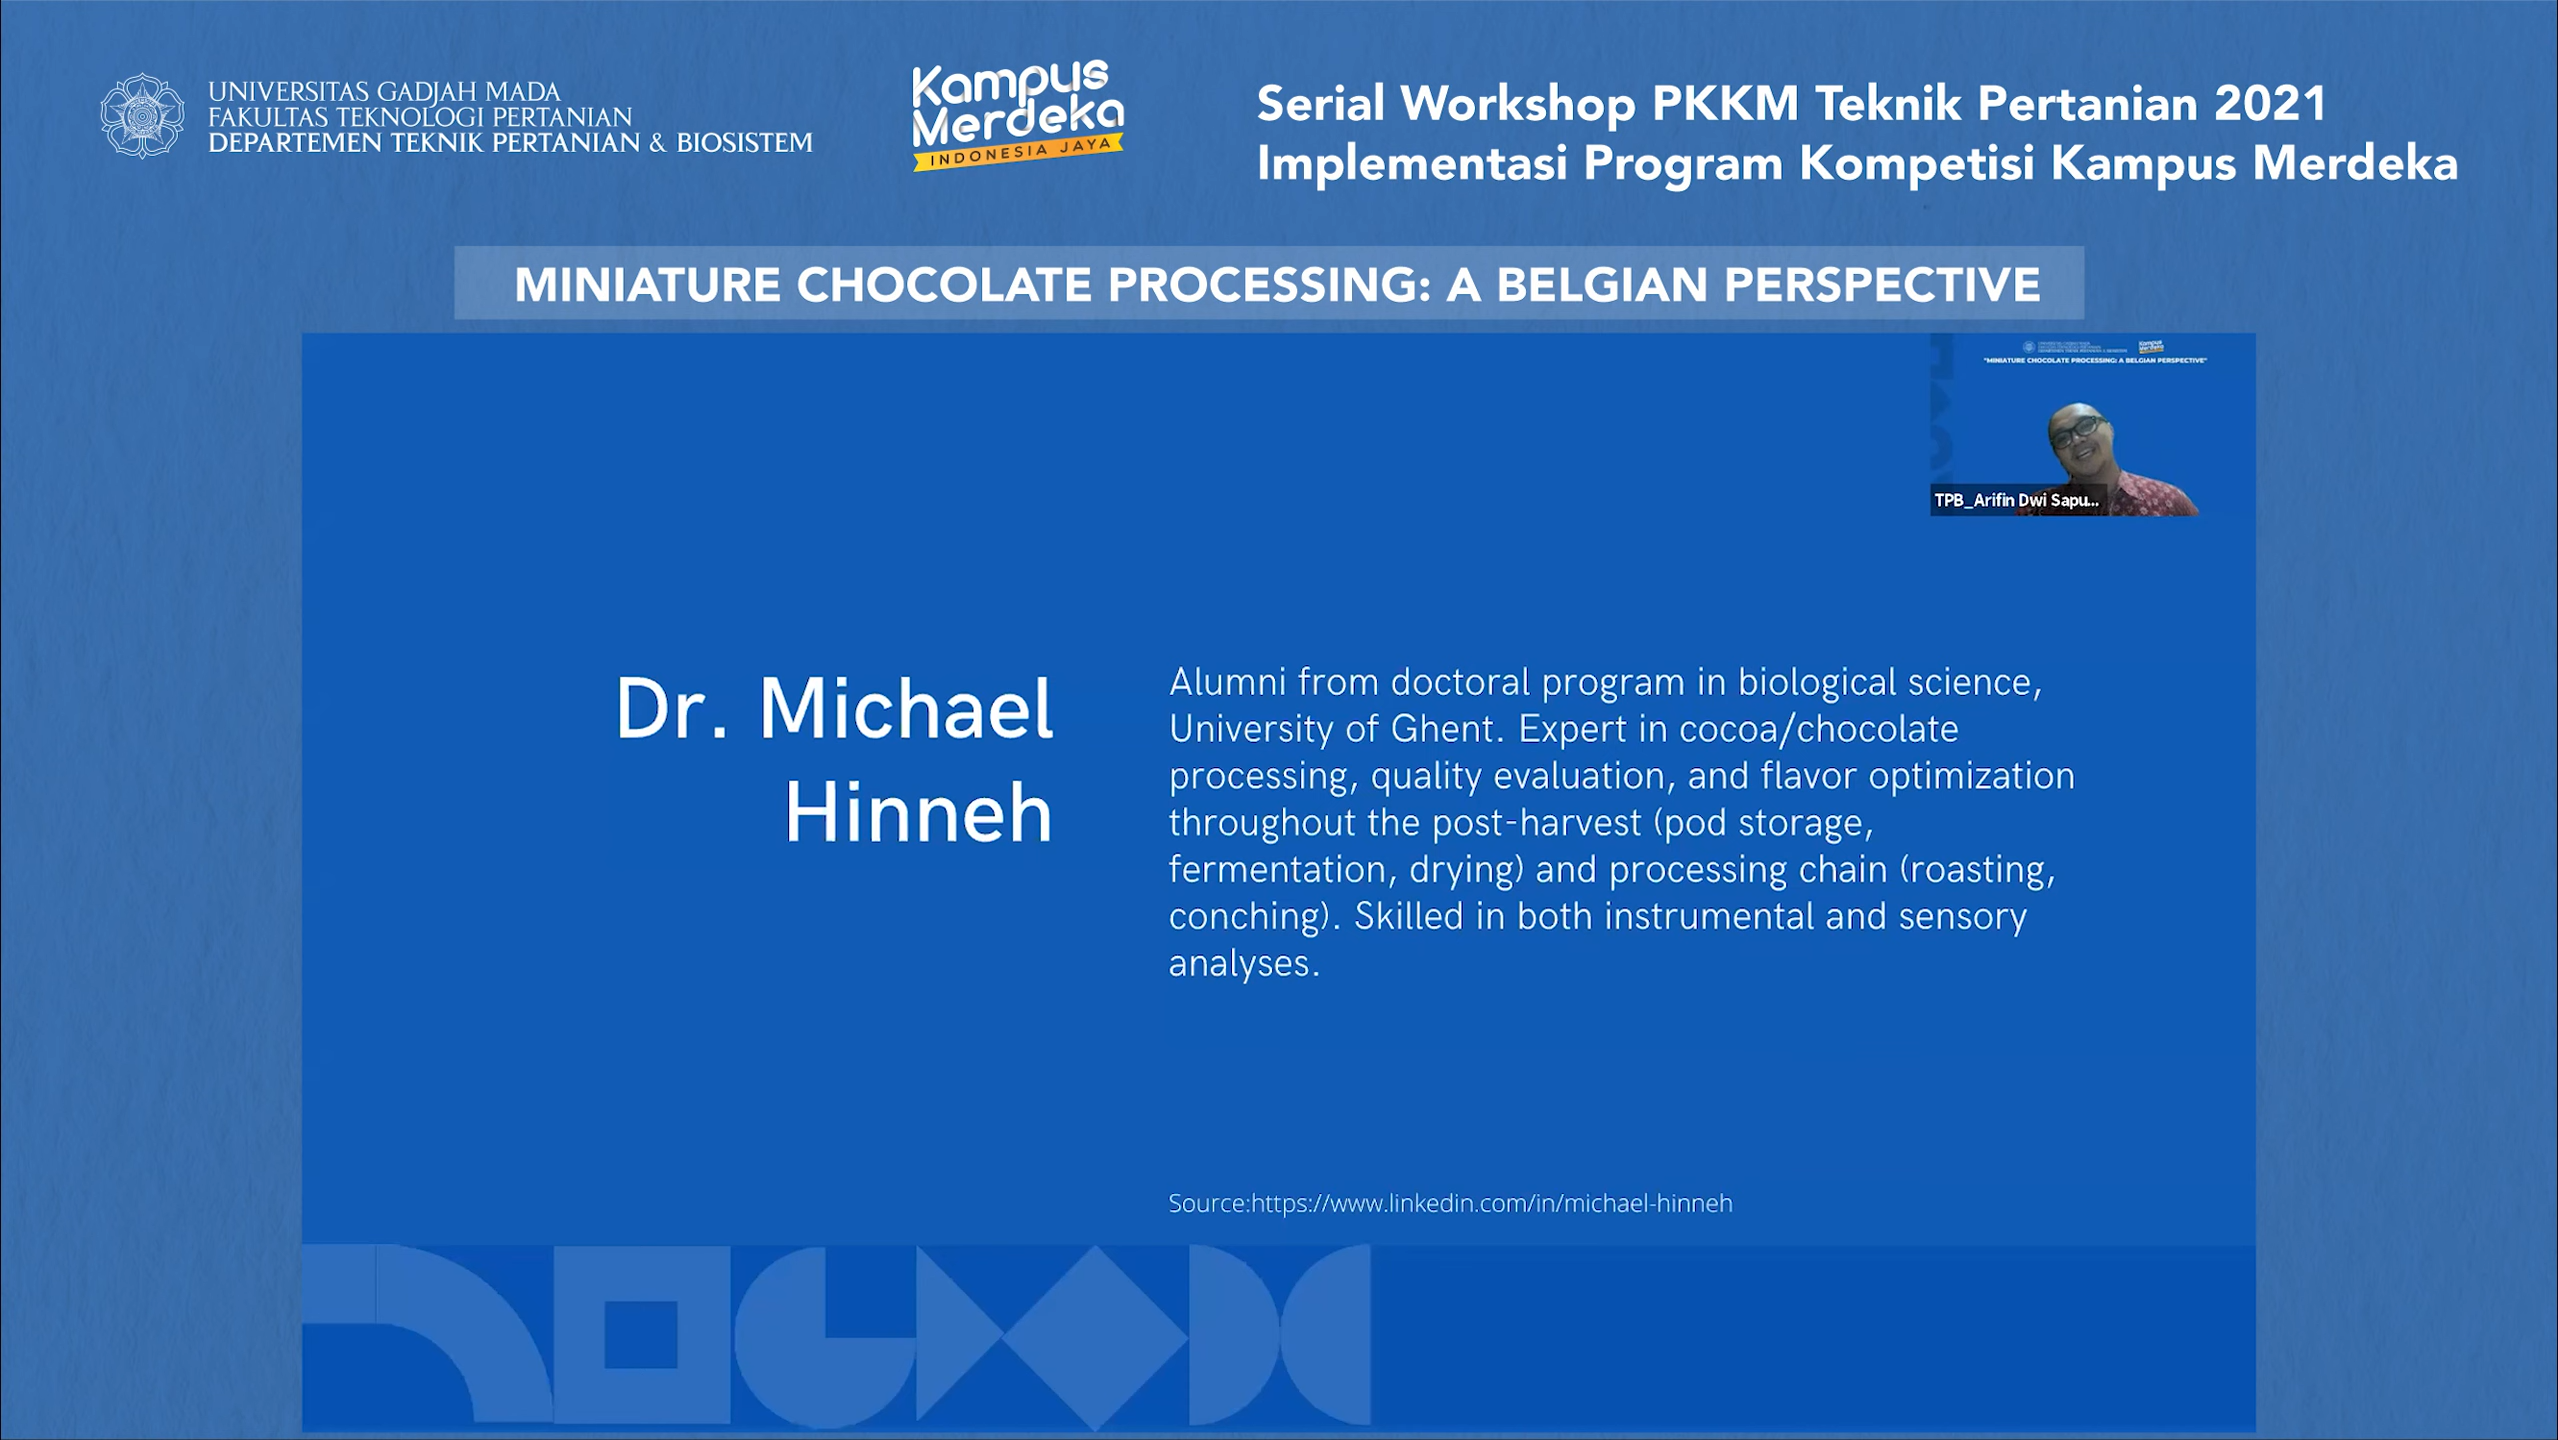 UNIVERSITAS GADJAH MADA
FAKULTAS TEKNOLOGI PERTANIAN
DEPARTEMEN TEKNIK PERTANIAN & BIOSISTEM
Kampus
Merdeka
INDONESIA JAYA
Serial Workshop PKKM Teknik Pertanian 2021
Implementasi Program Kompetisi Kampus Merdeka
MINIATURE CHOCOLATE PROCESSING: A BELGIAN PERSPECTIVE
"MINIATURE CHOCOLATE PROCESSING: A BELGIAN PERSPECTIVE"
TPB_Arifin Dwi Sapu...
Dr. Michael
Hinneh
Alumni from doctoral program in biological science,
University of Ghent. Expert in cocoa/chocolate
processing, quality evaluation, and flavor optimization
throughout the post-harvest (pod storage,
fermentation, drying) and processing chain (roasting,
conching). Skilled in both instrumental and sensory
analyses.
Source:https://www.linkedin.com/in/michael-hinneh